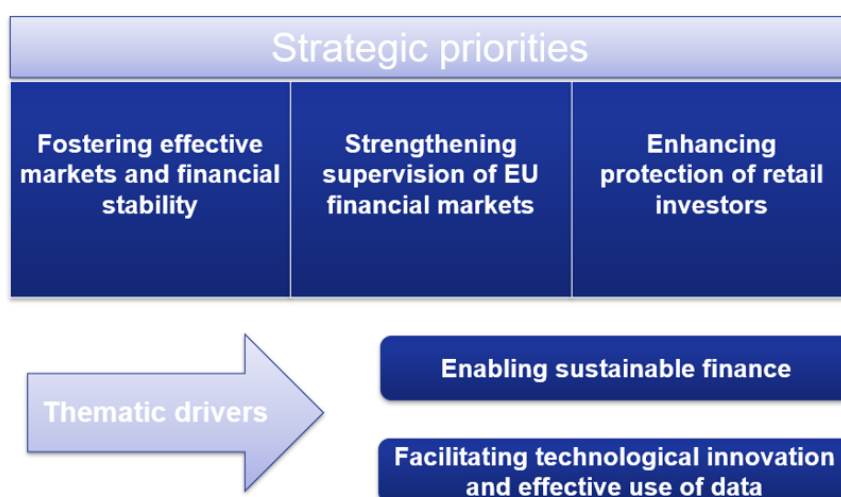 Strategic priorities
Fostering effective
markets and financial
stability
Strengthening
supervision of EU
financial markets
Enhancing
protection of retail
investors
Thematic drivers
Enabling sustainable finance
Facilitating technological innovation
and effective use of data